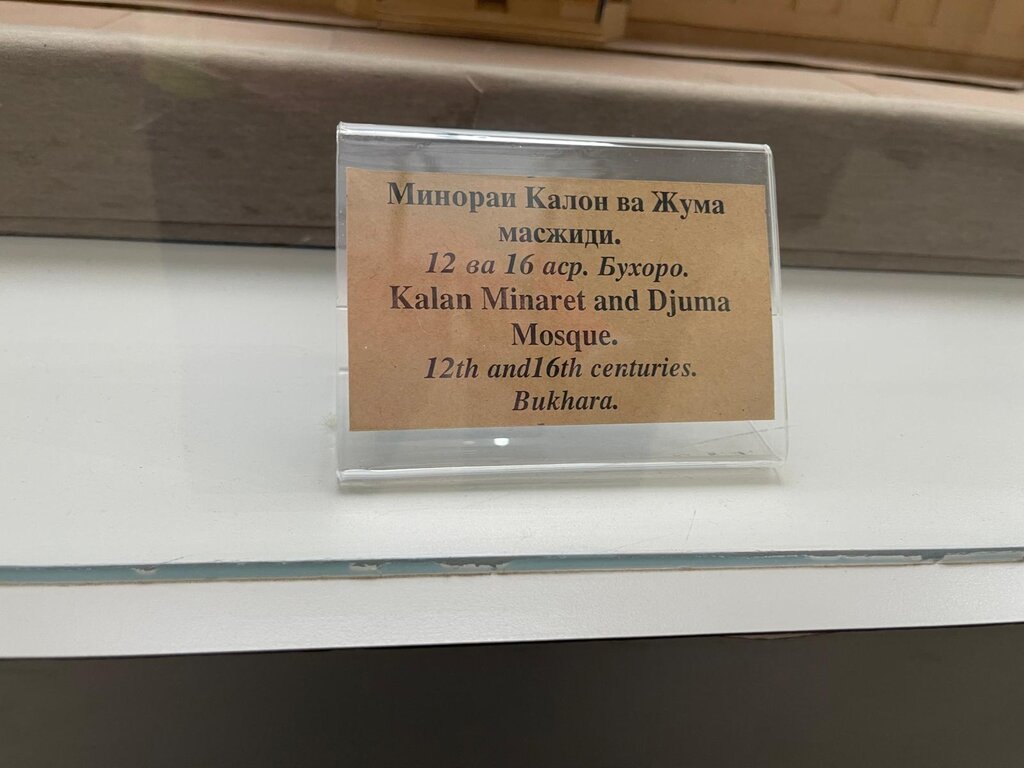 Минораи Калон ва Жума
масжиди.
12 ва 16 аср. Бухоро.
Kalan Minaret and Djuma
Mosque.
12th and16th centuries.
Bukhara.